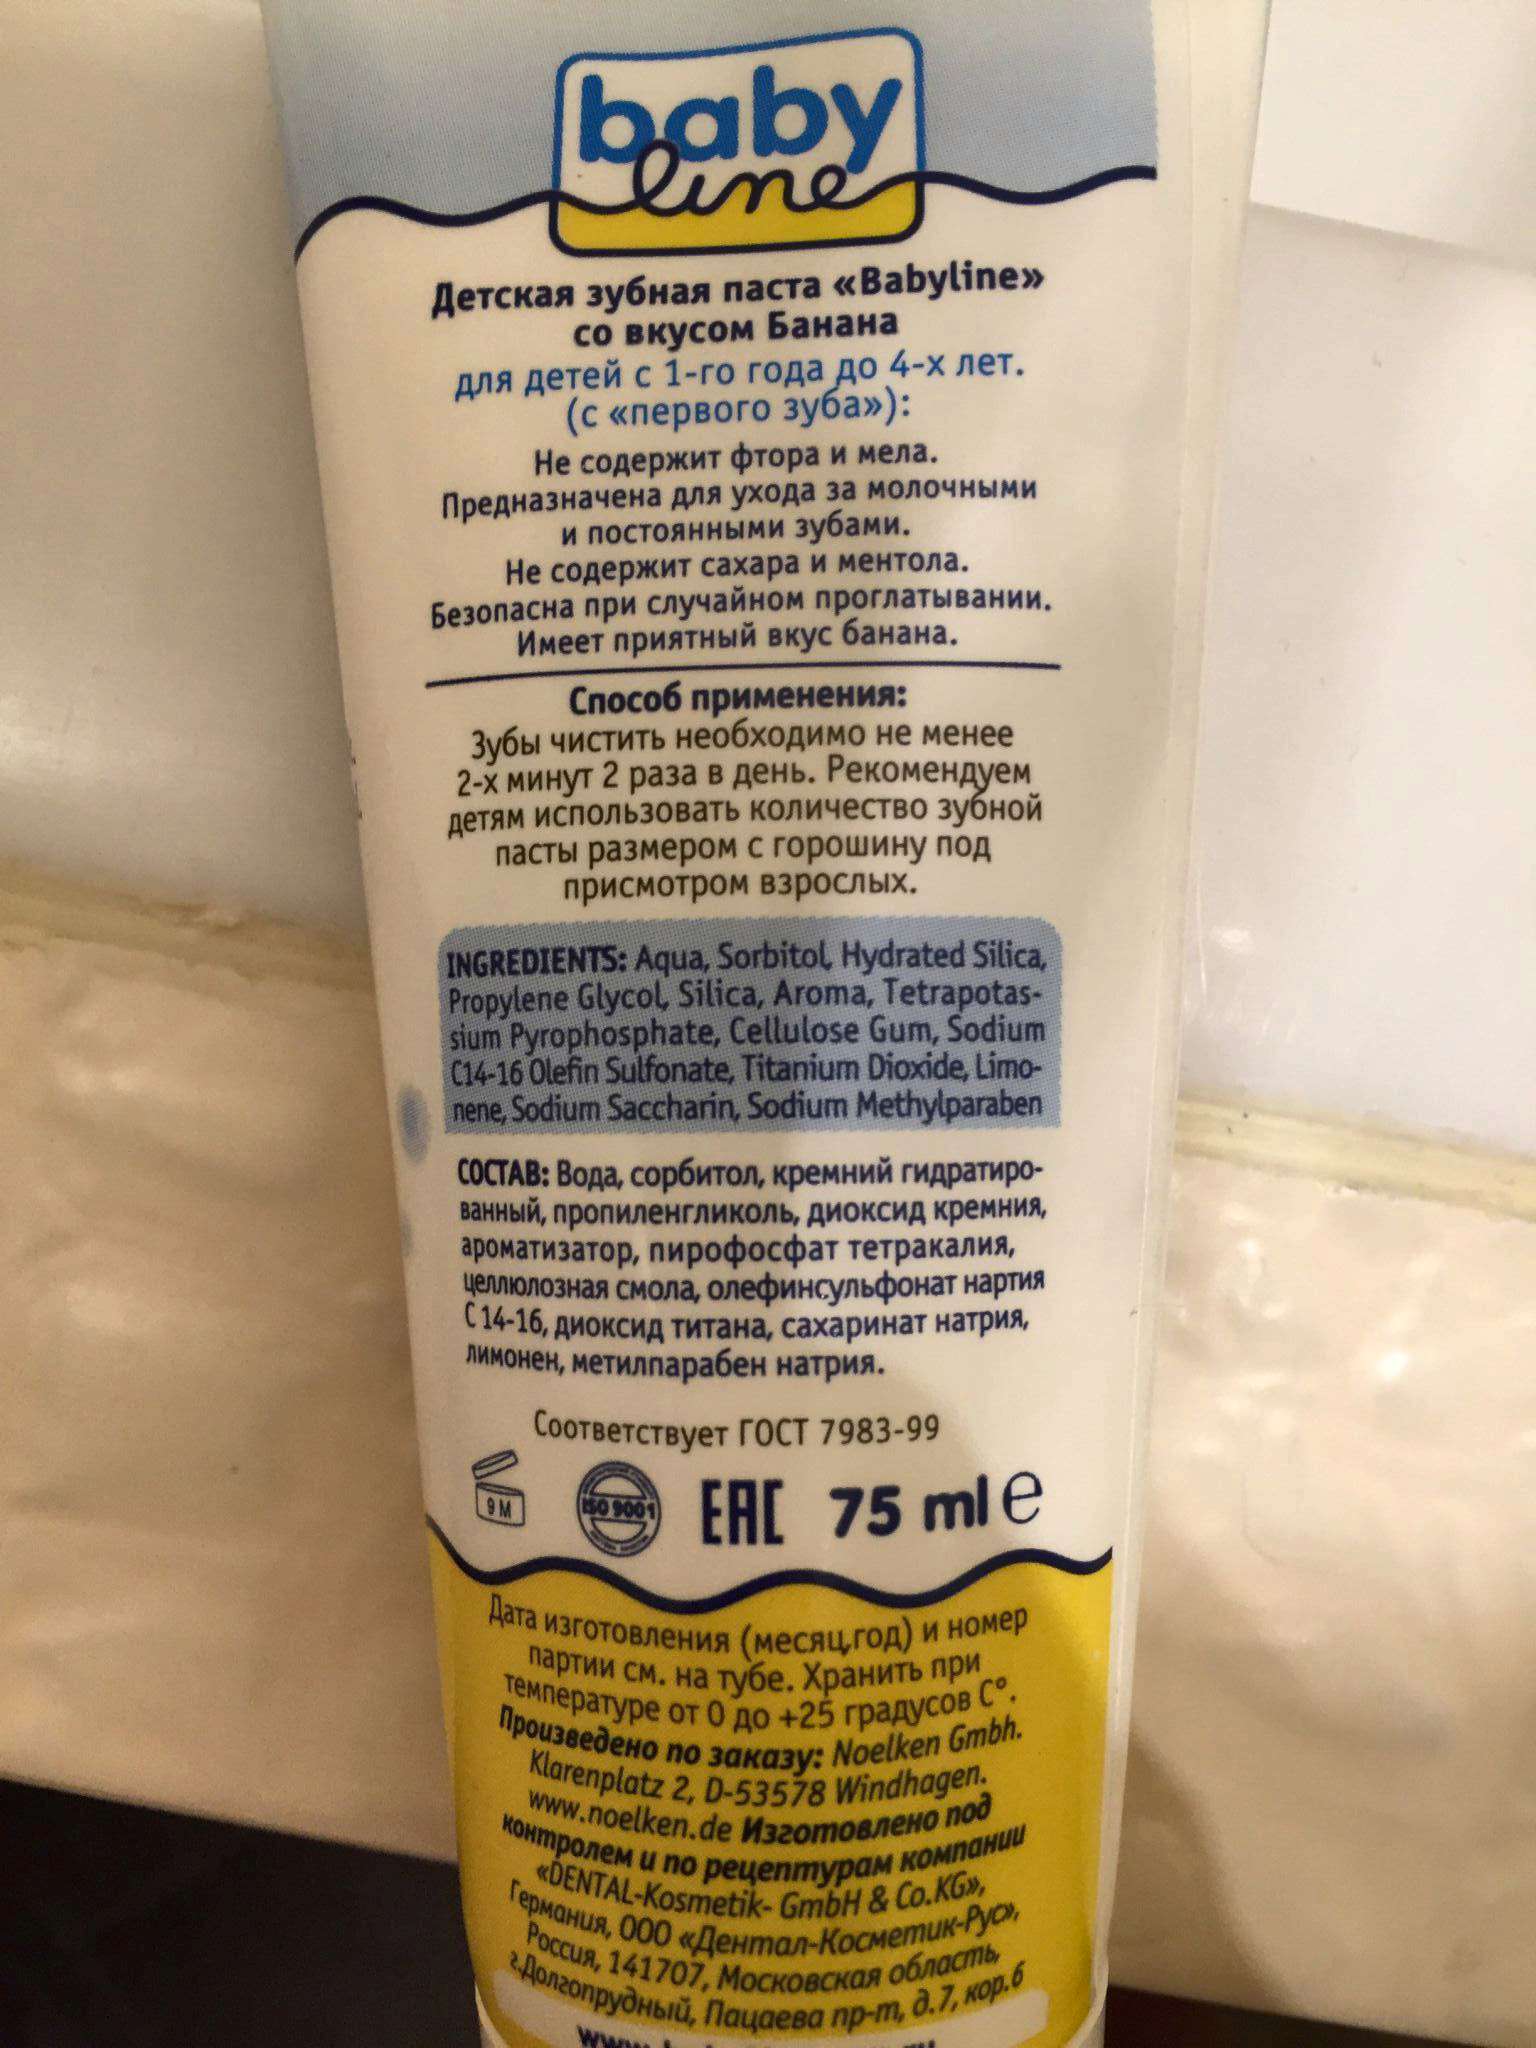 baby
line
Детская зубная паста «Babyline»
со вкусом Банана
для детей с 1-го года до 4-х лет.
(с «первого зуба»):
Не содержит фтора и мела.
Предназначена для ухода за молочными
и постоянными зубами.
Не содержит сахара и ментола.
Безопасна при случайном проглатывании.
Имеет приятный вкус банана.
Способ применения:
Зубы чистить необходимо не менее
2-х минут 2 раза в день. Рекомендуем
детям использовать количество зубной
пасты размером с горошину под
присмотром взрослых.
INGREDIENTS: Aqua, Sorbitol, Hydrated Silica,
Propylene Glycol, Silica, Aroma, Tetrapotas-
sium Pyrophosphate, Cellulose Gum, Sodium
C14-16 Olefin Sulfonate, Titanium Dioxide, Limo-
nene, Sodium Saccharin, Sodium Methylparaben
СОСТАВ: Вода, сорбитол, кремний гидратиро-
ванный, пропиленгликоль, диоксид кремния,
ароматизатор, пирофосфат тетракалия,
целлюлозная смола, олефинсульфонат нартия
С 14-16, диоксид титана, сахаринат натрия,
лимонен, метилпарабен натрия.
Соответствует ГОСТ 7983-99
9 M ISO 9001 EAC 75 ml e
Дата изготовления (месяц,год) и номер
партии см. на тубе. Хранить при
температуре от 0 до +25 градусов С°.
Произведено по заказу: Noelken Gmbh.
Klarenplatz 2, D-53578 Windhagen.
www.noelken.de Изготовлено под
контролем и по рецептурам компании
«DENTAL-Kosmetik- GmbH & Co.KG»,
Германия, ООО «Дентал-Косметик-Рус»,
Россия, 141707, Московская область,
г.Долгопрудный, Пацаева пр-т, д.7, кор.6